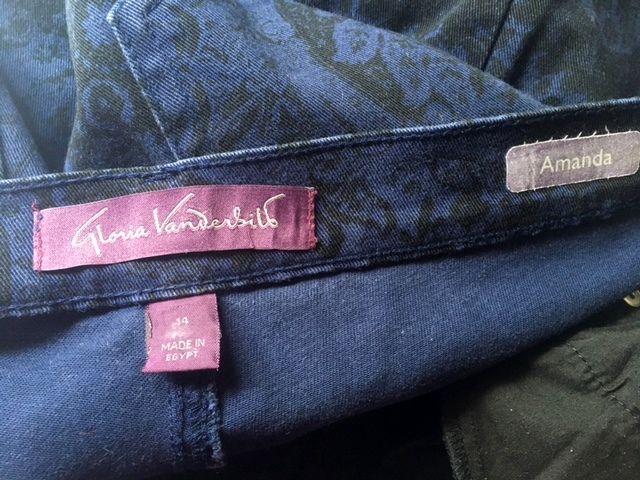 Gloria Vanderbilt
Amanda
14
MADE IN
EGYPT